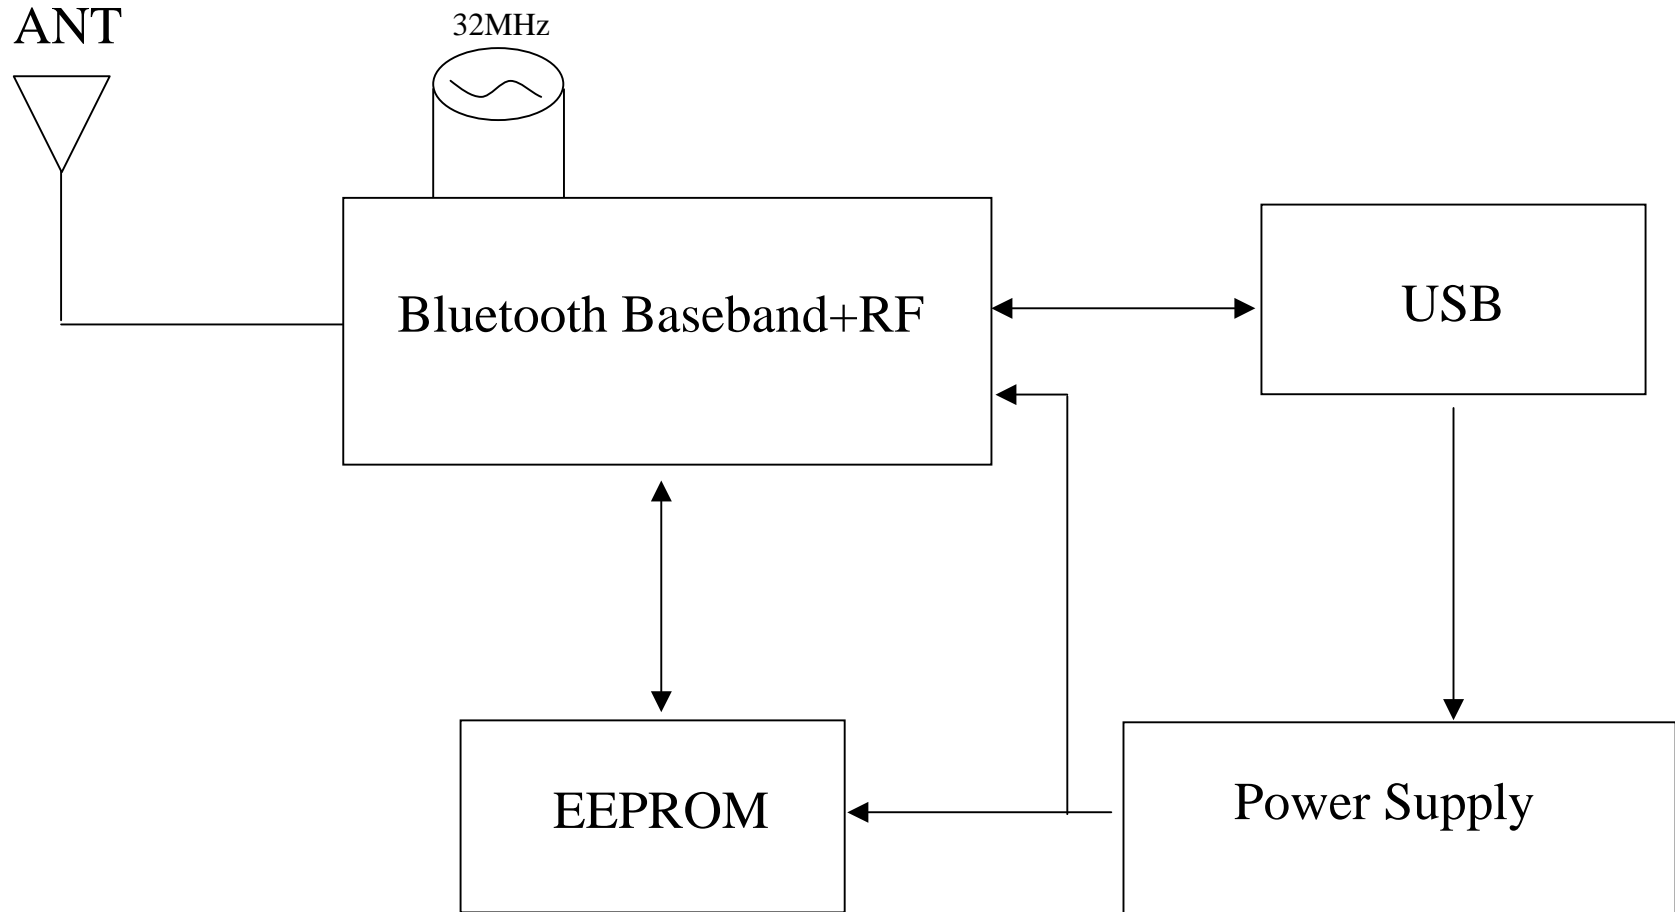 ANT
32MHz
Bluetooth Baseband+RF
USB
EEPROM
Power Supply